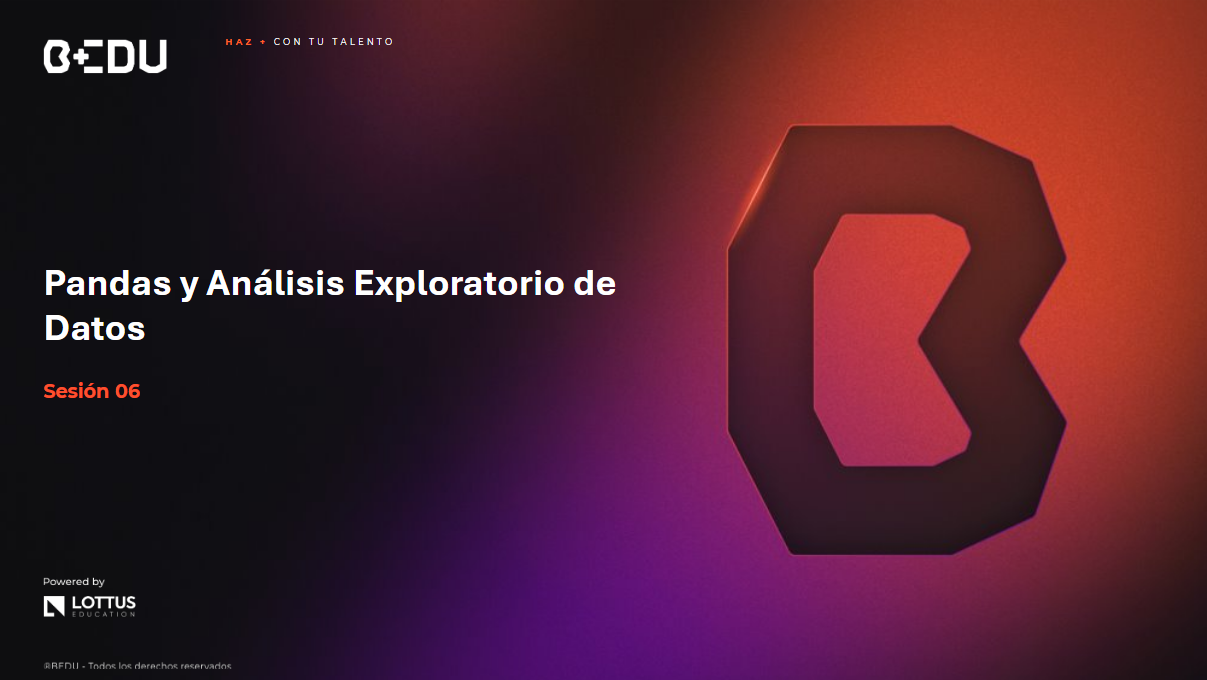 B+EDU
HAZ + CON TU TALENTO
Pandas y Análisis Exploratorio de
Datos
Sesión 06
Powered by
LOTTUS
EDUCATION
®BEDU - Todos los derechos reservados